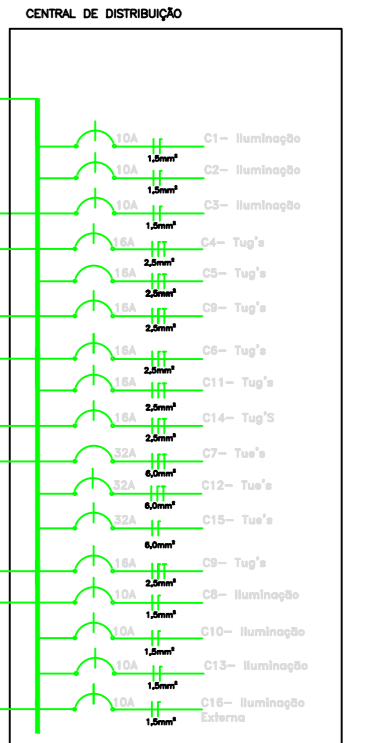 CENTRAL DE DISTRIBUIÇÃO
10A C1- Iluminação
1,5mm²
10A C2- Iluminação
1,5mm²
10A C3- Iluminação
1,5mm²
16A C4- Tug's
2,5mm²
16A C5- Tug's
2,5mm²
16A C9- Tug's
2,5mm²
16A C6- Tug's
2,5mm²
16A C11- Tug's
2,5mm²
16A C14- Tug'S
2,5mm²
32A C7- Tue's
6,0mm²
32A C12- Tue's
6,0mm²
32A C15- Tue's
6,0mm²
16A C9- Tug's
2,5mm²
10A C8- Iluminação
1,5mm²
10A C10- Iluminação
1,5mm²
10A C13- Iluminação
1,5mm²
10A C16- Iluminação
Externa
1,5mm²